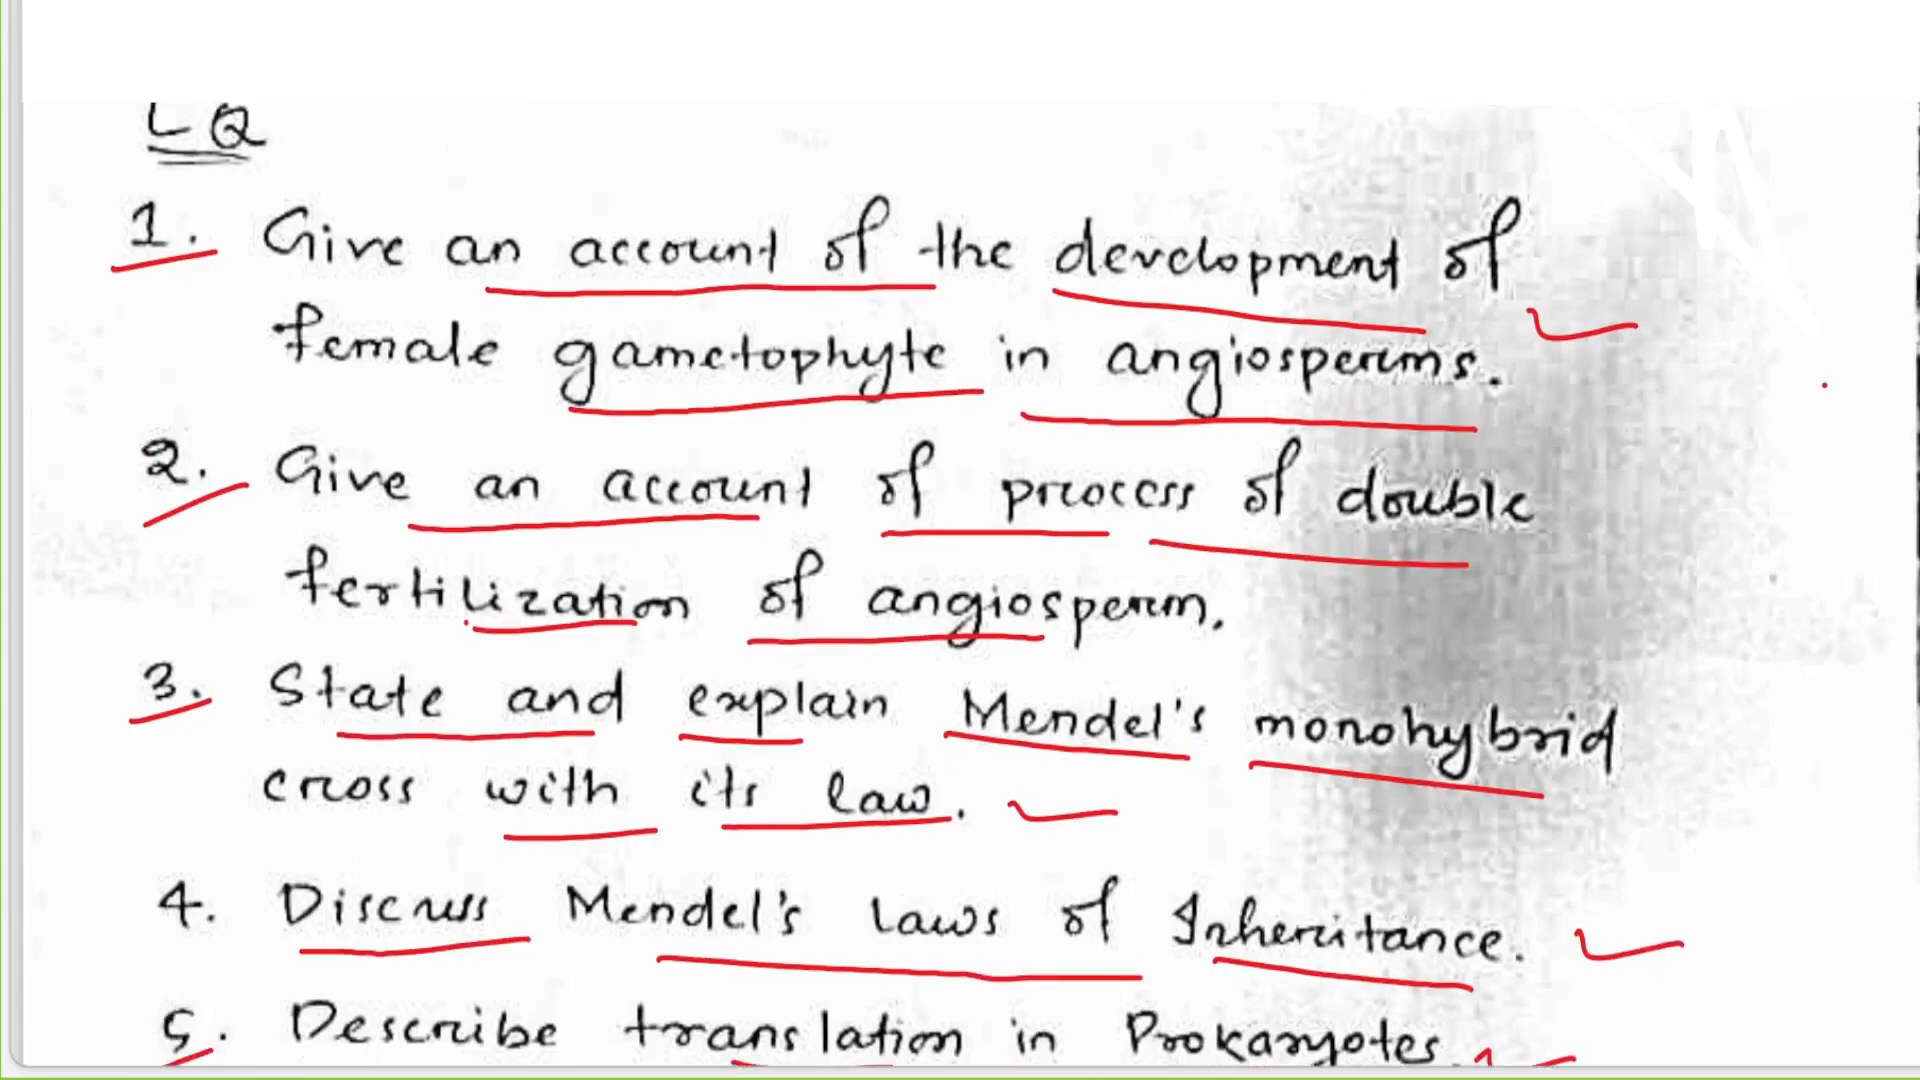 LQ
1. Give an account of the development of
female gametophyte in angiosperms.
2. Give an account of process of double
fertilization of angiosperm.
3. State and explain Mendel's monohybrid
cross with its law.
4. Discuss Mendel's laws of Inheritance.
5. Describe translation in Prokaryotes.